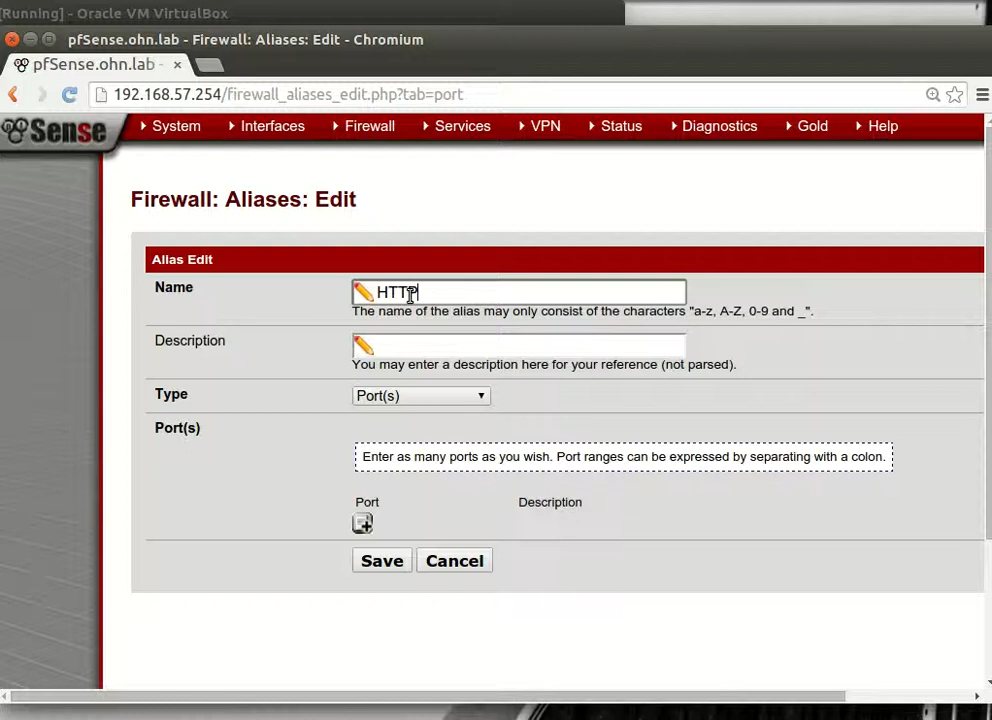 [Running] - Oracle VM VirtualBox
pfSense.ohn.lab - Firewall: Aliases: Edit - Chromium
pfSense.ohn.lab - ×
192.168.57.254/firewall_aliases_edit.php?tab=port
Sense System Interfaces Firewall Services VPN Status Diagnostics Gold Help
Firewall: Aliases: Edit
Alias Edit
Name
HTTP
The name of the alias may only consist of the characters "a-z, A-Z, 0-9 and _".
Description
You may enter a description here for your reference (not parsed).
Type Port(s)
Port(s)
Enter as many ports as you wish. Port ranges can be expressed by separating with a colon.
Port Description
Save Cancel